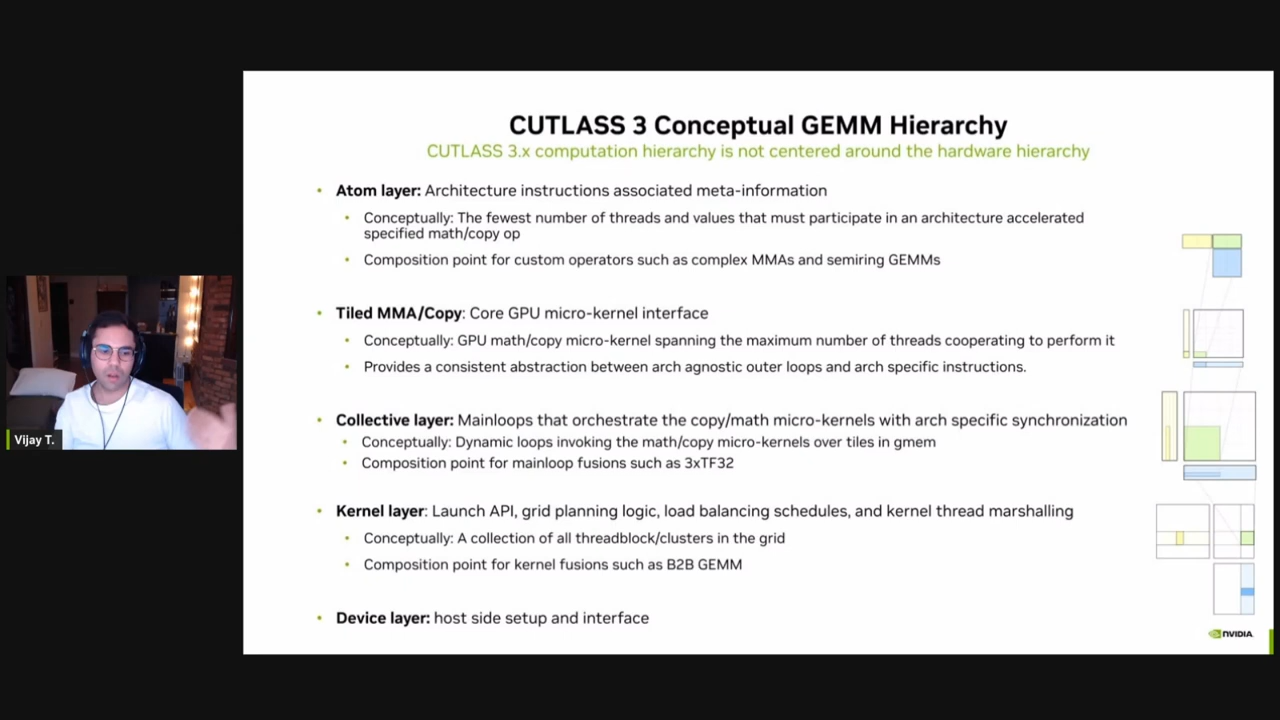 CUTLASS 3 Conceptual GEMM Hierarchy
CUTLASS 3.x computation hierarchy is not centered around the hardware hierarchy
• Atom layer: Architecture instructions associated meta-information
• Conceptually: The fewest number of threads and values that must participate in an architecture accelerated
specified math/copy op
• Composition point for custom operators such as complex MMAs and semiring GEMMs
• Tiled MMA/Copy: Core GPU micro-kernel interface
• Conceptually: GPU math/copy micro-kernel spanning the maximum number of threads cooperating to perform it
• Provides a consistent abstraction between arch agnostic outer loops and arch specific instructions.
• Collective layer: Mainloops that orchestrate the copy/math micro-kernels with arch specific synchronization
• Conceptually: Dynamic loops invoking the math/copy micro-kernels over tiles in gmem
• Composition point for mainloop fusions such as 3xTF32
• Kernel layer: Launch API, grid planning logic, load balancing schedules, and kernel thread marshalling
• Conceptually: A collection of all threadblock/clusters in the grid
• Composition point for kernel fusions such as B2B GEMM
• Device layer: host side setup and interface
NVIDIA
Vijay T.